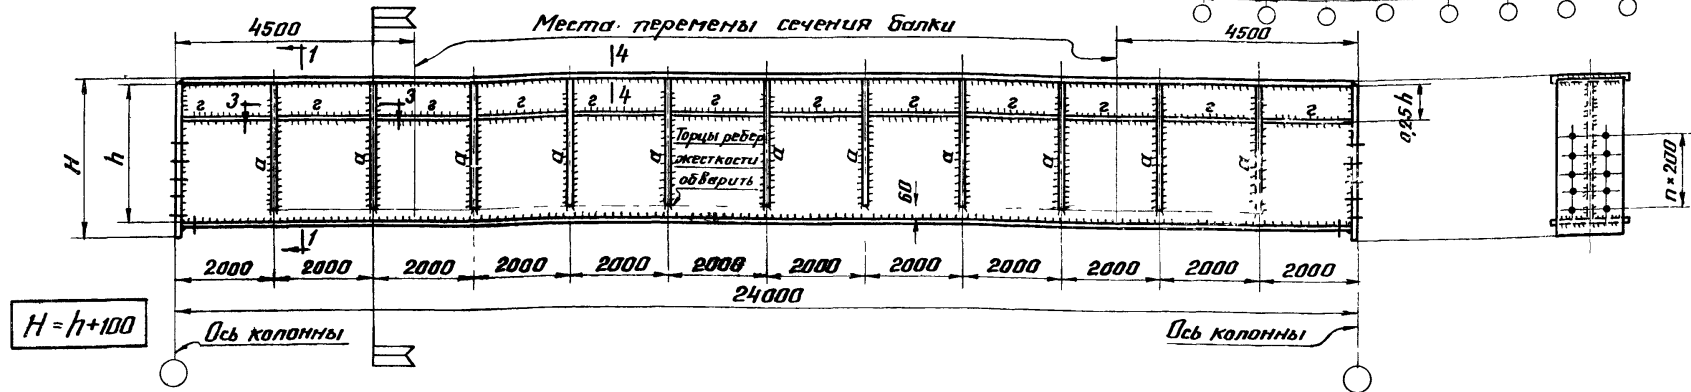 4500
Места перемены сечения балки
4500
1
4
3
4
3
г г г г г г г г г г г г
0,25h
H
h
а а а а а а а а а а а
Торцы ребер
жесткости
обварить
60
n×200
1
2000 2000 2000 2000 2000 2000 2000 2000 2000 2000 2000 2000
24000
H=h+100
Ось колонны
Ось колонны